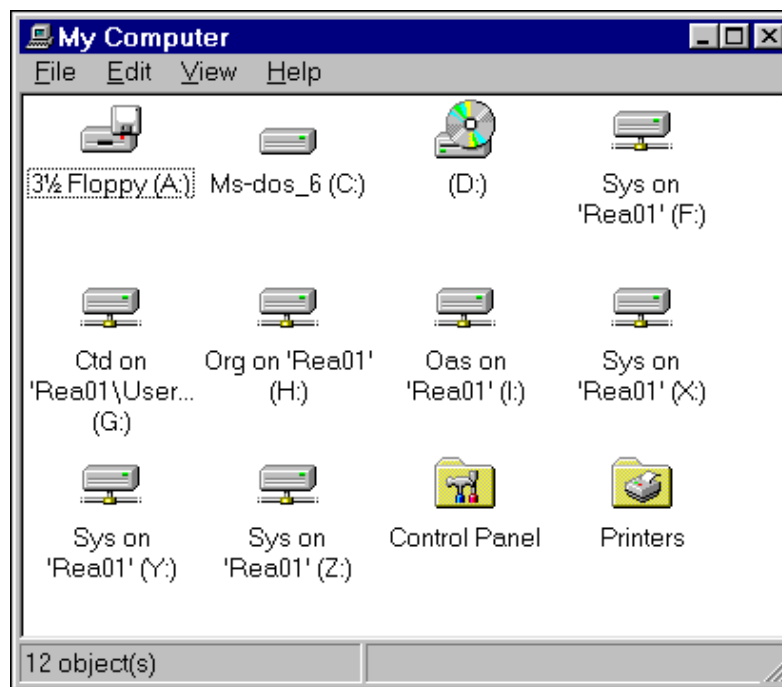 My Computer
File Edit View Help
3½ Floppy (A:) Ms-dos_6 (C:) (D:) Sys on 'Rea01' (F:)
Ctd on 'Rea01\User... (G:) Org on 'Rea01' (H:) Oas on 'Rea01' (I:) Sys on 'Rea01' (X:)
Sys on 'Rea01' (Y:) Sys on 'Rea01' (Z:) Control Panel Printers
12 object(s)